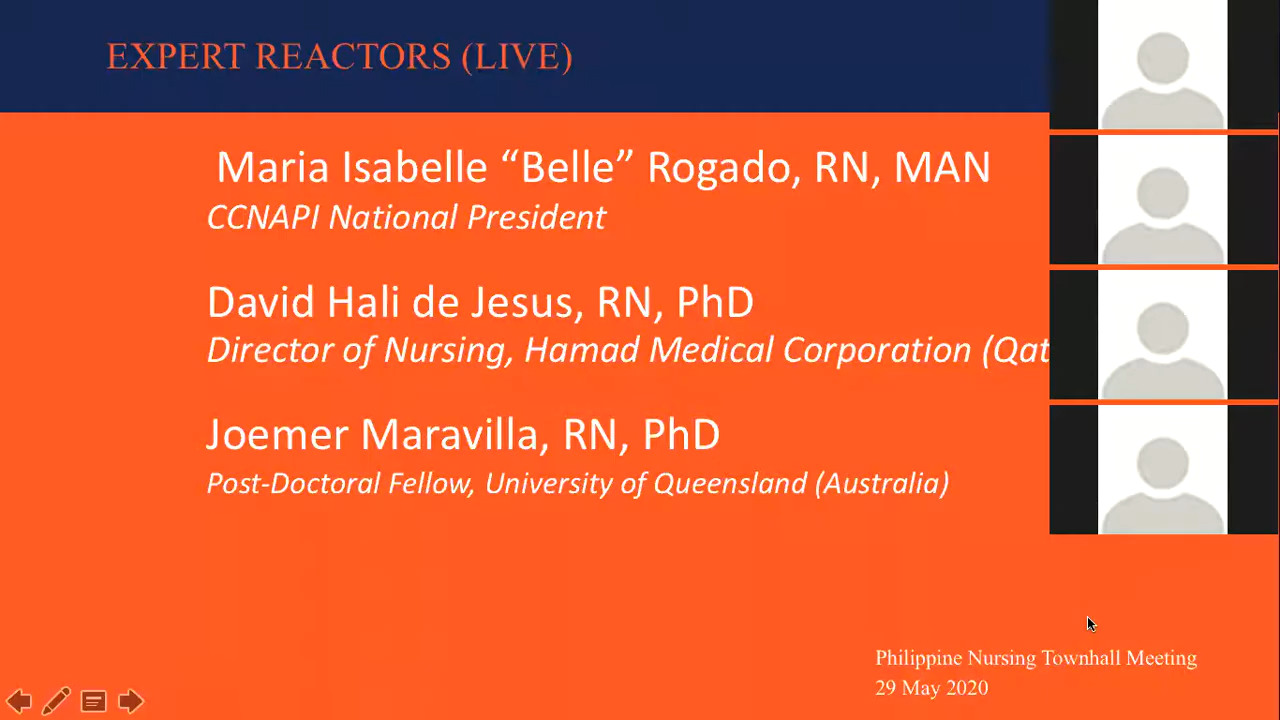 EXPERT REACTORS (LIVE)
Maria Isabelle “Belle” Rogado, RN, MAN
CCNAPI National President
David Hali de Jesus, RN, PhD
Director of Nursing, Hamad Medical Corporation (Qat
Joemer Maravilla, RN, PhD
Post-Doctoral Fellow, University of Queensland (Australia)
Philippine Nursing Townhall Meeting
29 May 2020